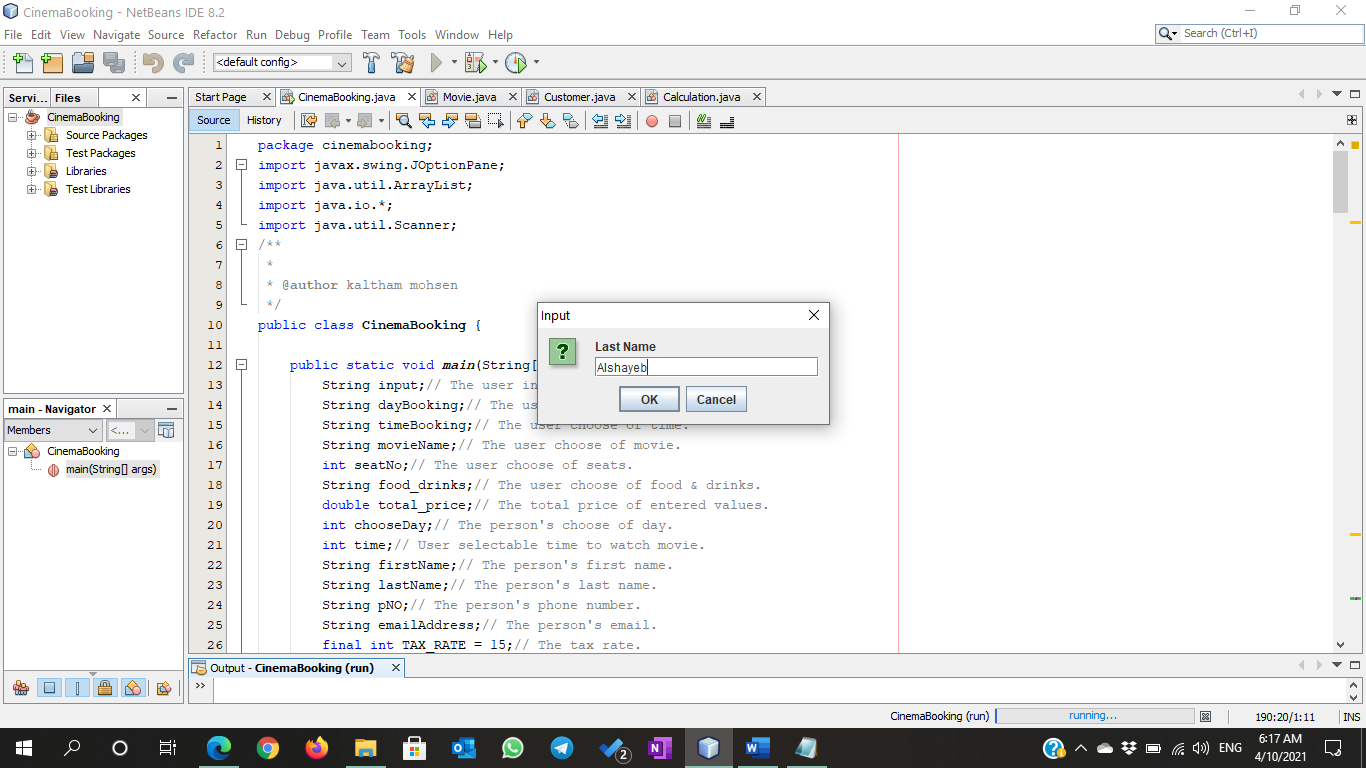 CinemaBooking - NetBeans IDE 8.2
File Edit View Navigate Source Refactor Run Debug Profile Team Tools Window Help
Search (Ctrl+I)
<default config>
Servi... Files
Start Page CinemaBooking.java Movie.java Customer.java Calculation.java
Source History
CinemaBooking
Source Packages
Test Packages
Libraries
Test Libraries
1 package cinemabooking;
2 import javax.swing.JOptionPane;
3 import java.util.ArrayList;
4 import java.io.*;
5 import java.util.Scanner;
6 /**
7 *
8 * @author kaltham mohsen
9 */
10 public class CinemaBooking {
11
12 public static void main(String[
13 String input;// The user in
14 String dayBooking;// The us
15 String timeBooking;// The user choose of time.
16 String movieName;// The user choose of movie.
17 int seatNo;// The user choose of seats.
18 String food_drinks;// The user choose of food & drinks.
19 double total_price;// The total price of entered values.
20 int chooseDay;// The person's choose of day.
21 int time;// User selectable time to watch movie.
22 String firstName;// The person's first name.
23 String lastName;// The person's last name.
24 String pNO;// The person's phone number.
25 String emailAddress;// The person's email.
26 final int TAX_RATE = 15;// The tax rate.
Input
Last Name
Alshayeb
OK Cancel
main - Navigator
Members <...
CinemaBooking
main(String[] args)
Output - CinemaBooking (run)
CinemaBooking (run) running... 190:20/1:11 INS
2
ENG
6:17 AM
4/10/2021